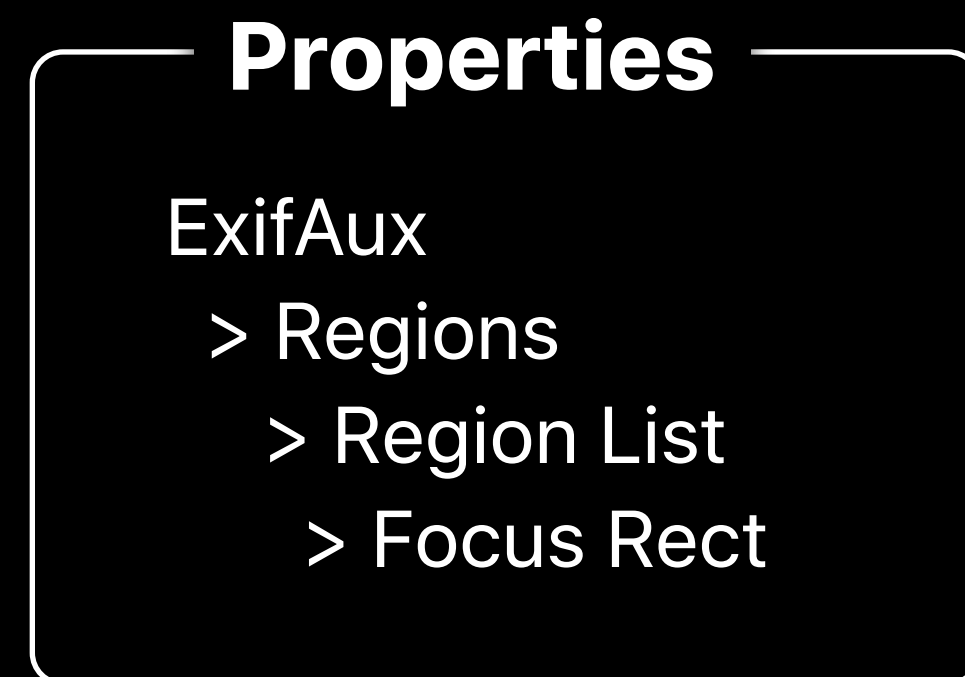 Properties
ExifAux
> Regions
> Region List
> Focus Rect